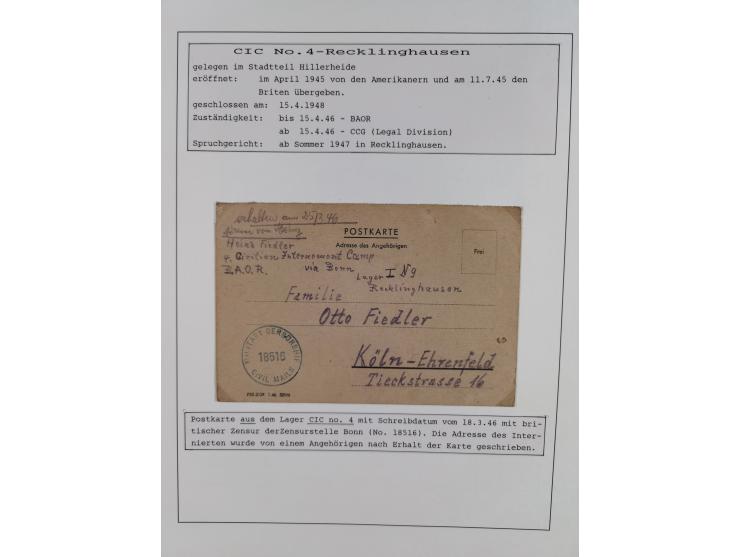 CIC No.4-Recklinghausen
gelegen im Stadtteil Hillerheide
eröffnet: im April 1945 von den Amerikanern und am 11.7.45 den
Briten übergeben.
geschlossen am: 15.4.1948
Zuständigkeit: bis 15.4.46 - BAOR
ab 15.4.46 - CCG (Legal Division)
Spruchgericht: ab Sommer 1947 in Recklinghausen.
erhalten am 25/3.46
POSTKARTE
Adresse des Angehörigen
Frei
Heinz Fiedler
4. Civilian Internement Camp
B.A.O.R. via Bonn Lager I N9
Recklinghausen
Familie
Otto Fiedler
Köln-Ehrenfeld
Tieckstrasse 16
MILITARY CENSORSHIP
18516
CIVIL MAILS
Postkarte aus dem Lager CIC no. 4 mit Schreibdatum vom 18.3.46 mit bri-
tischer Zensur derZensurstelle Bonn (No. 18516). Die Adresse des Inter-
nierten wurde von einem Angehörigen nach Erhalt der Karte geschrieben.